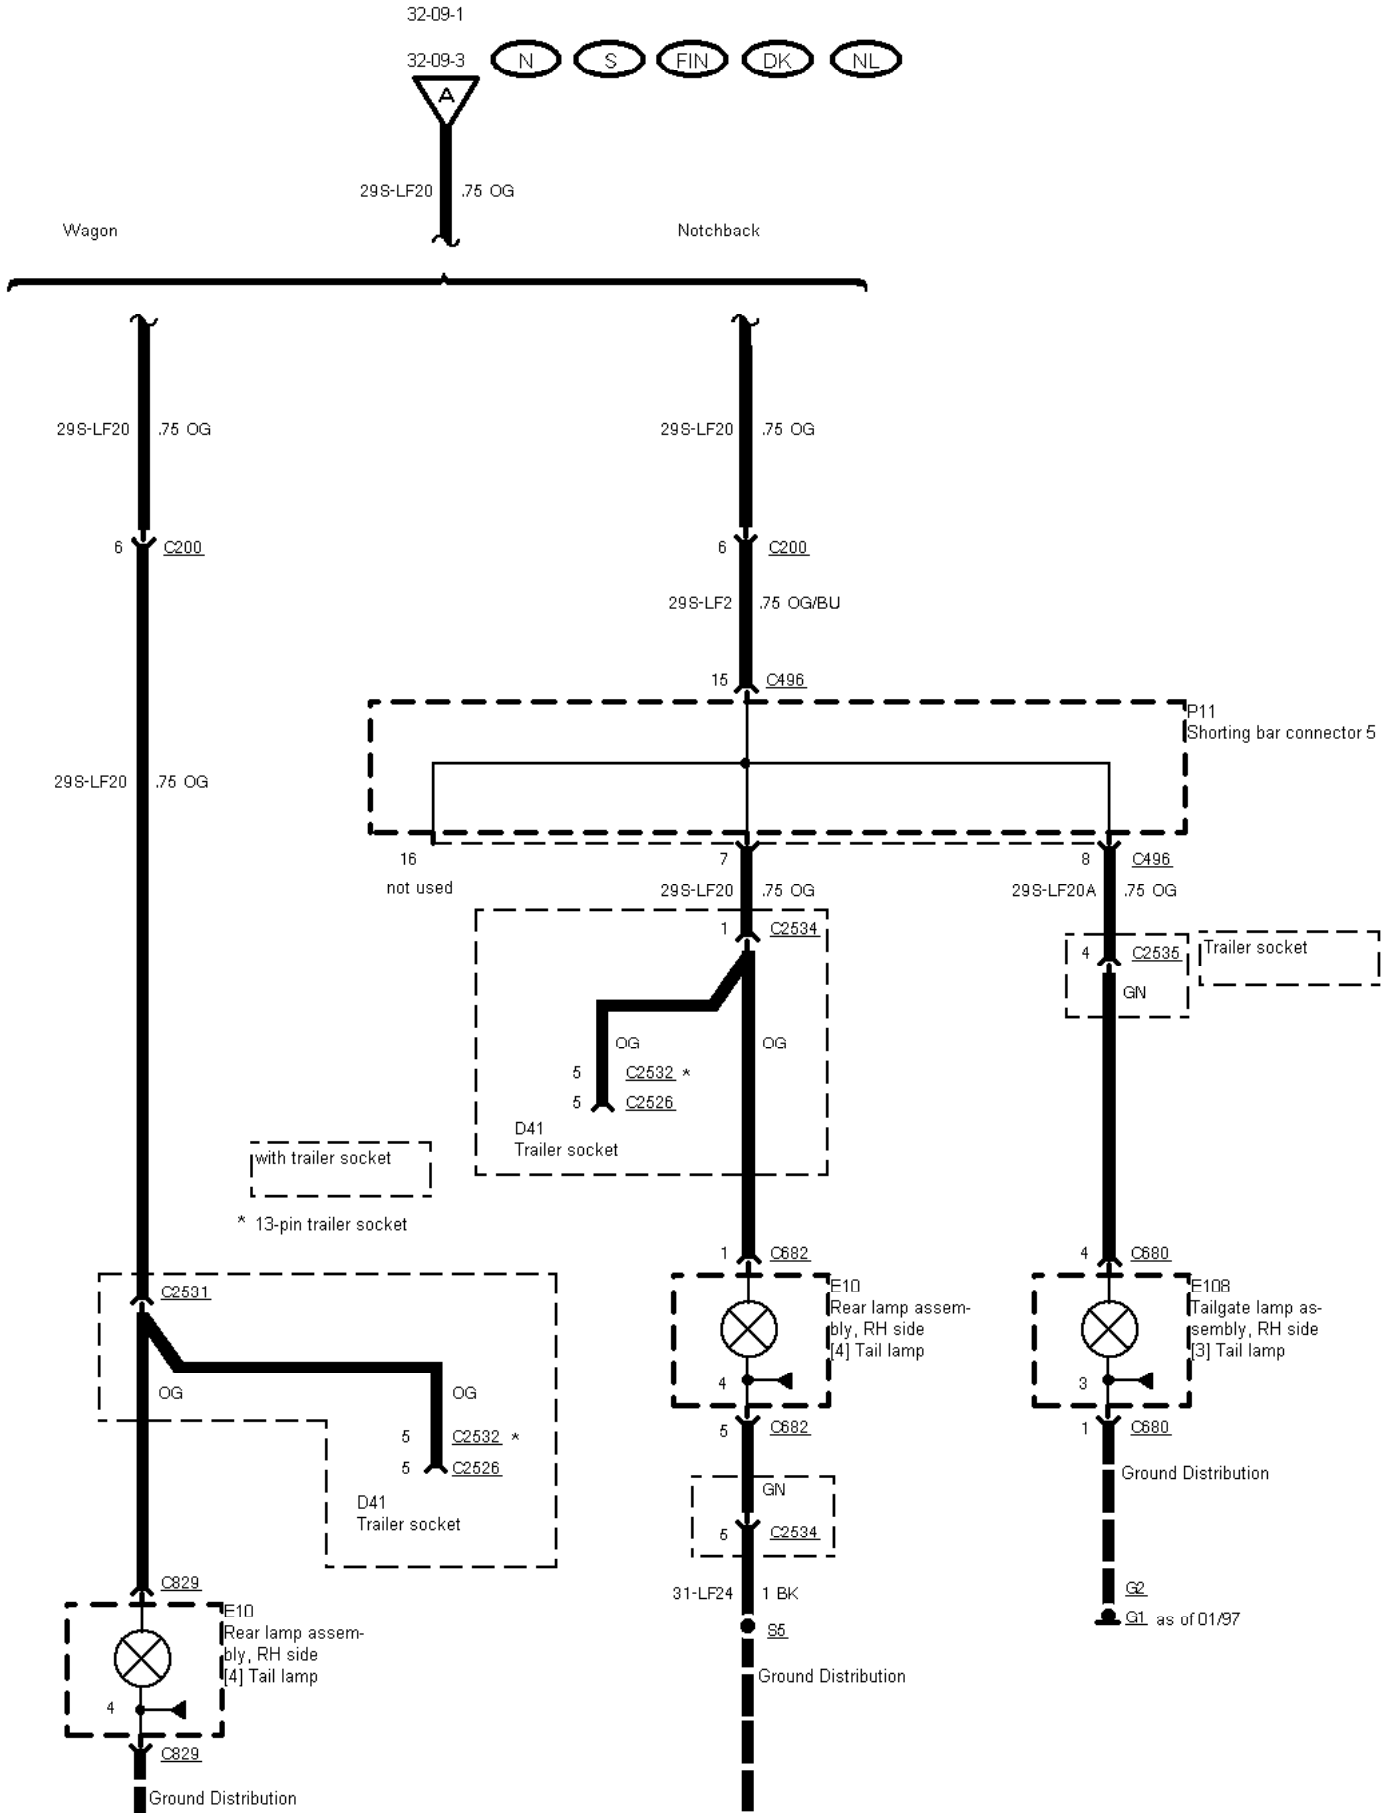 32-09-1
32-09-3 N S FIN DK NL
A
29S-LF20 .75 OG
Wagon Notchback
29S-LF20 .75 OG 29S-LF20 .75 OG
6 C200 6 C200
29S-LF2 .75 OG/BU
15 C496
P11
Shorting bar connector 5
29S-LF20 .75 OG
16 7 8 C496
not used 29S-LF20 .75 OG 29S-LF20A .75 OG
1 C2534
4 C2535 Trailer socket
GN
OG OG
5 C2532 *
5 C2526
D41
Trailer socket
with trailer socket
* 13-pin trailer socket
1 C682 4 C680
C2531 E10 E108
Rear lamp assem- Tailgate lamp as-
bly, RH side sembly, RH side
[4] Tail lamp [3] Tail lamp
4 3
OG OG
5 C2532 * 5 C682 1 C680
5 C2526 Ground Distribution
GN
D41
Trailer socket 5 C2534
C829 31-LF24 1 BK G2
E10 G1 as of 01/97
Rear lamp assem- S5
bly, RH side
[4] Tail lamp Ground Distribution
4
C829
Ground Distribution